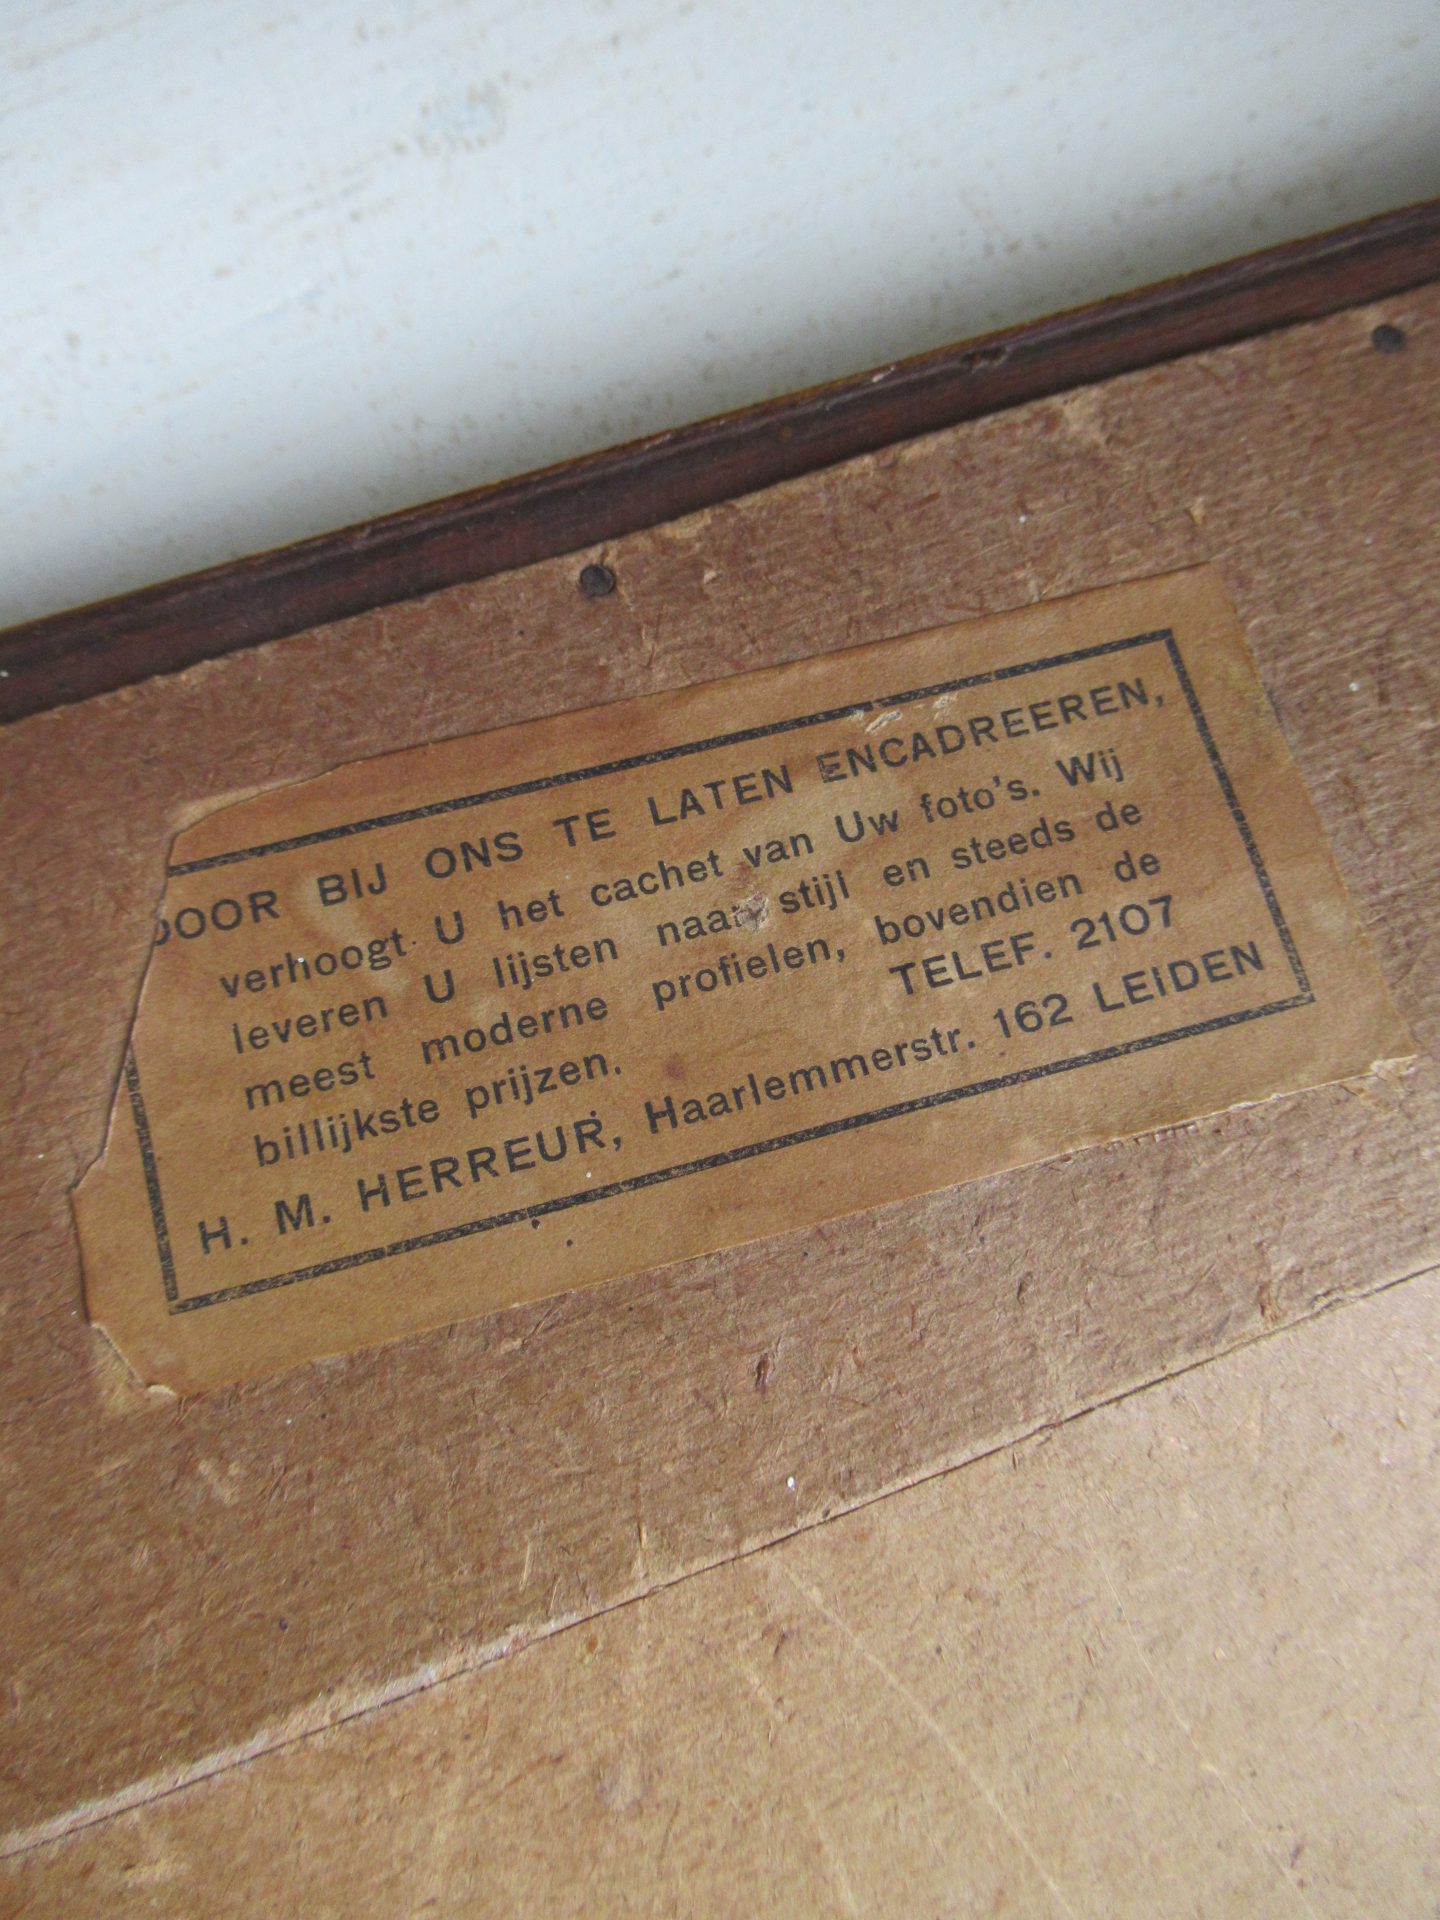 DOOR BIJ ONS TE LATEN ENCADREEREN,
verhoogt U het cachet van Uw foto's. Wij
leveren U lijsten naar stijl en steeds de
meest moderne profielen, bovendien de
billijkste prijzen. TELEF. 2107
H. M. HERREUR, Haarlemmerstr. 162 LEIDEN